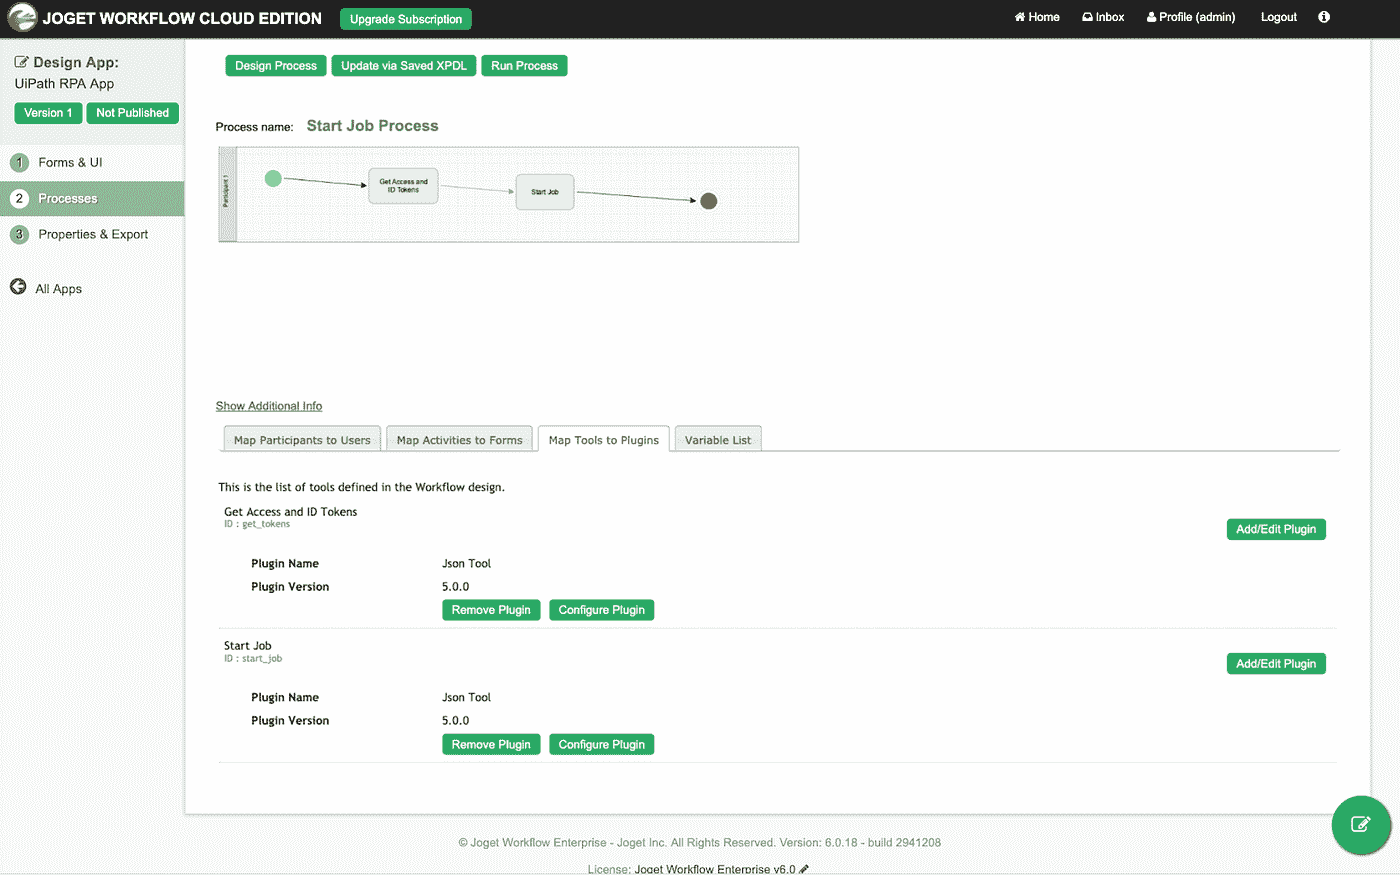 JOGET WORKFLOW CLOUD EDITION Upgrade Subscription Home Inbox Profile (admin) Logout
Design App:
UiPath RPA App
Version 1 Not Published
1 Forms & UI
2 Processes
3 Properties & Export
All Apps
Design Process Update via Saved XPDL Run Process
Process name: Start Job Process
Participant 1
Get Access and
ID Tokens
Start Job
Show Additional Info
Map Participants to Users Map Activities to Forms Map Tools to Plugins Variable List
This is the list of tools defined in the Workflow design.
Get Access and ID Tokens
ID : get_tokens
Add/Edit Plugin
Plugin Name Json Tool
Plugin Version 5.0.0
Remove Plugin Configure Plugin
Start Job
ID : start_job
Add/Edit Plugin
Plugin Name Json Tool
Plugin Version 5.0.0
Remove Plugin Configure Plugin
© Joget Workflow Enterprise - Joget Inc. All Rights Reserved. Version: 6.0.18 - build 2941208
License: Joget Workflow Enterprise v6.0